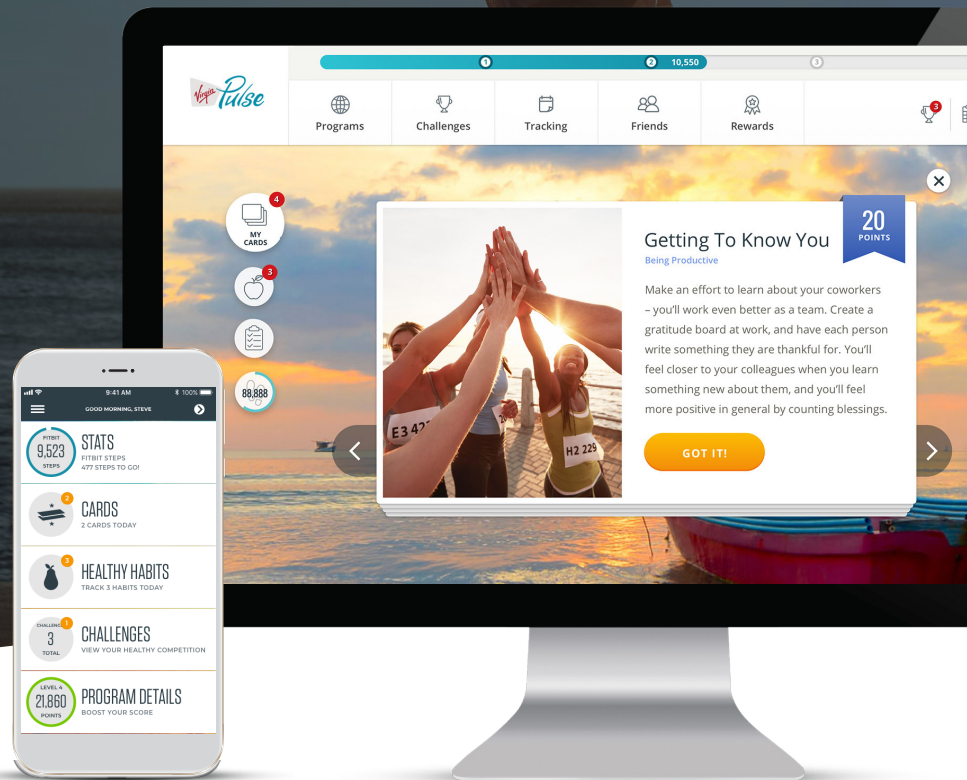 1
2 10,550
3
Virgin Pulse
Programs
Challenges
Tracking
Friends
Rewards
3
4
MY
CARDS
3
88,888
20
POINTS
Getting To Know You
Being Productive
Make an effort to learn about your coworkers
– you'll work even better as a team. Create a
gratitude board at work, and have each person
write something they are thankful for. You'll
feel closer to your colleagues when you learn
something new about them, and you'll feel
more positive in general by counting blessings.
GOT IT!
H2 229
9:41 AM
100%
GOOD MORNING, STEVE
FITBIT
9,523
STEPS
STATS
FITBIT STEPS
477 STEPS TO GO!
2
CARDS
2 CARDS TODAY
3
HEALTHY HABITS
TRACK 3 HABITS TODAY
1
3
TOTAL
CHALLENGES
VIEW YOUR HEALTHY COMPETITION
LEVEL 4
21,860
POINTS
PROGRAM DETAILS
BOOST YOUR SCORE